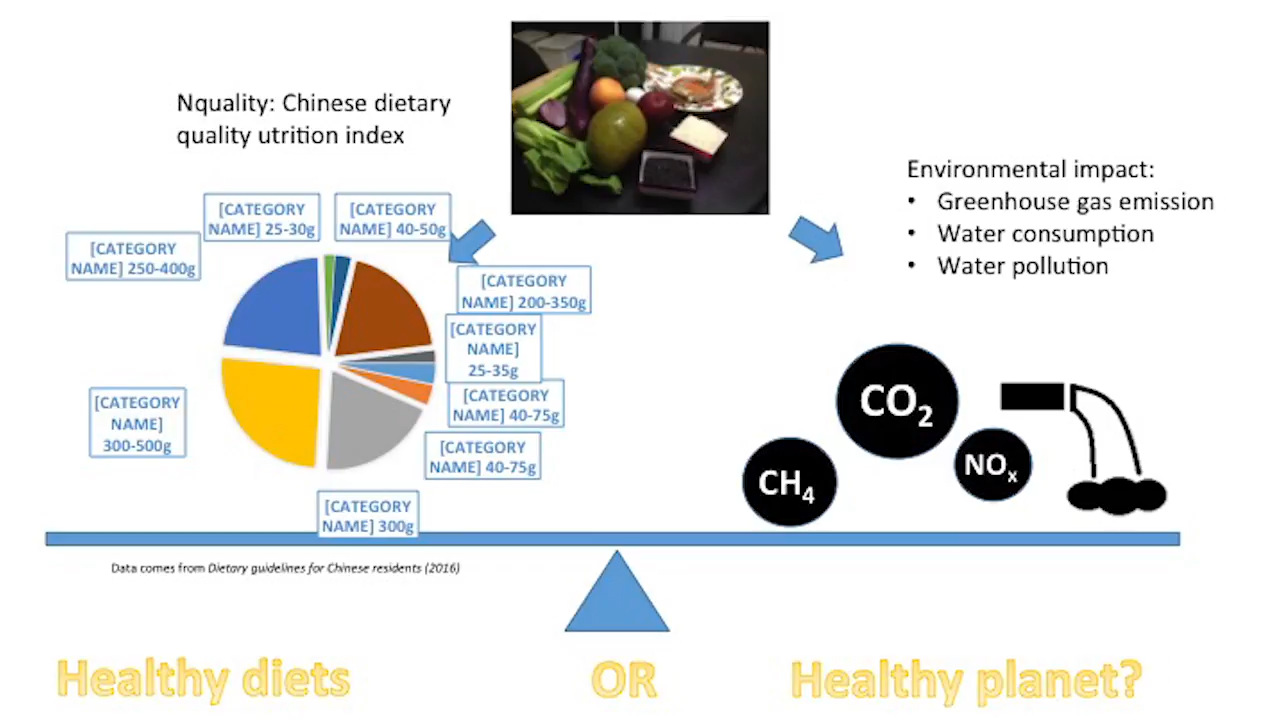 Nquality: Chinese dietary
quality utrition index
Environmental impact:
• Greenhouse gas emission
• Water consumption
• Water pollution
[CATEGORY
NAME] 25-30g
[CATEGORY
NAME] 40-50g
[CATEGORY
NAME] 250-400g
[CATEGORY
NAME] 200-350g
[CATEGORY
NAME]
25-35g
[CATEGORY
NAME] 40-75g
[CATEGORY
NAME]
300-500g
[CATEGORY
NAME] 40-75g
[CATEGORY
NAME] 300g
CO2
CH4
NOx
Data comes from Dietary guidelines for Chinese residents (2016)
Healthy diets
OR
Healthy planet?